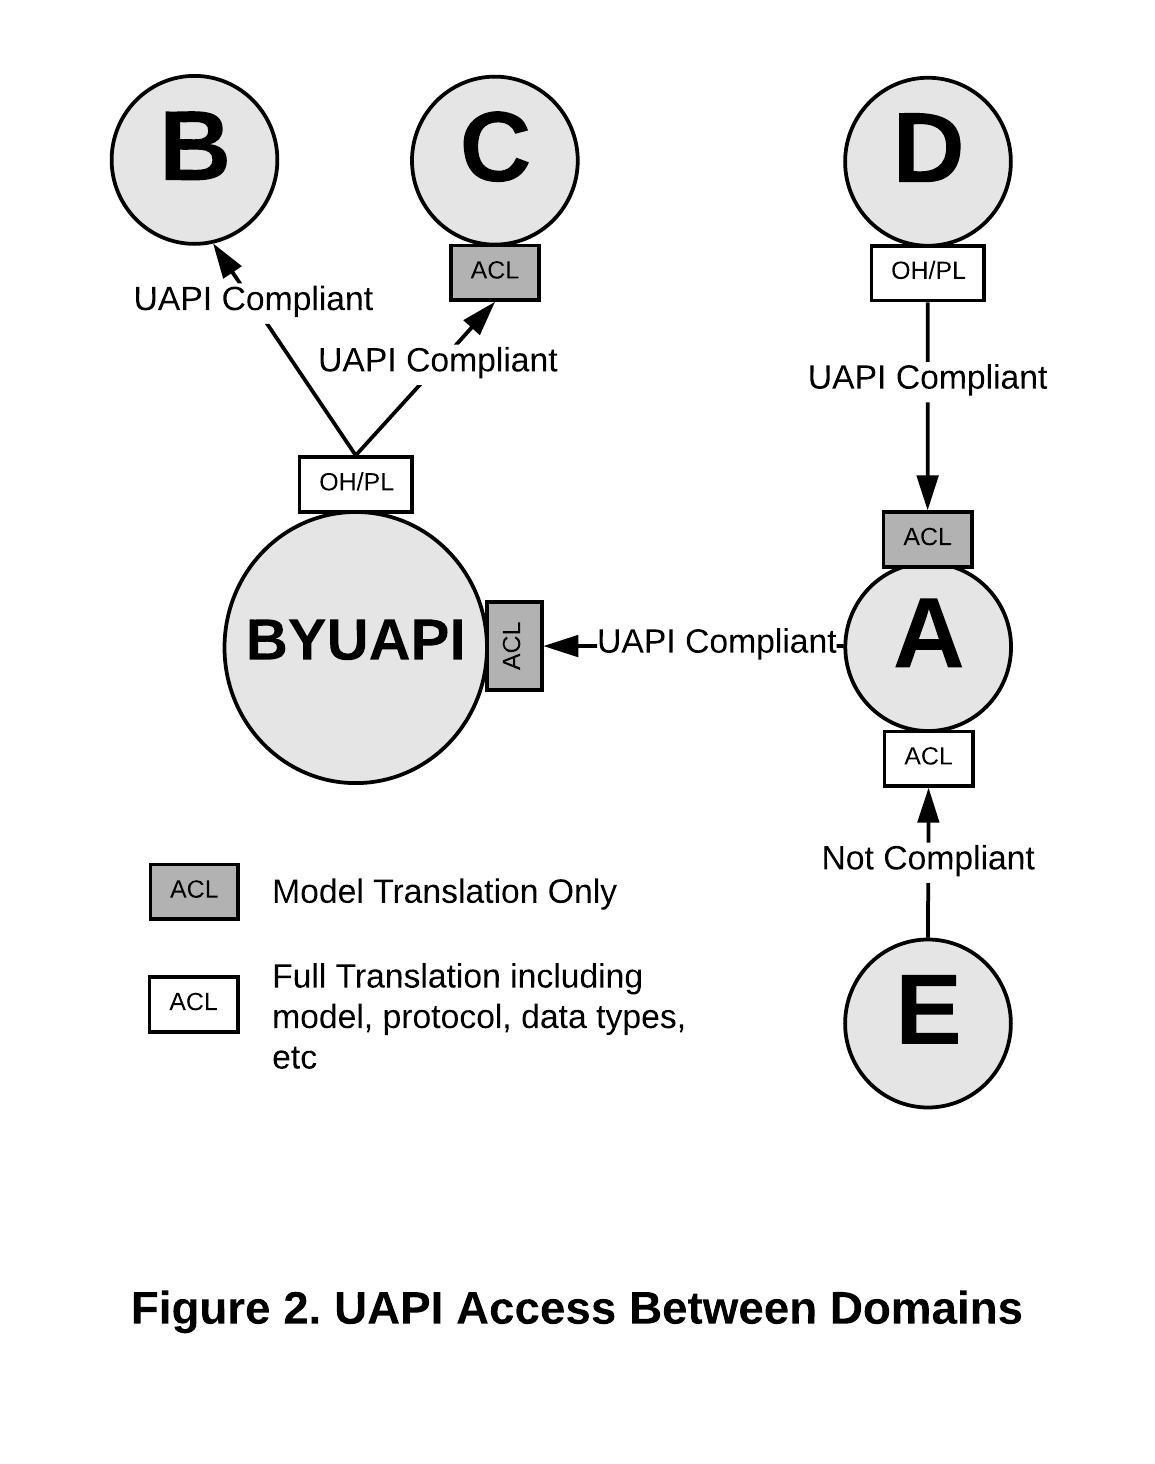 B
C
D
ACL
OH/PL
UAPI Compliant
UAPI Compliant
UAPI Compliant
OH/PL
ACL
BYUAPI
ACL
UAPI Compliant
A
ACL
Not Compliant
ACL
Model Translation Only
E
ACL
Full Translation including
model, protocol, data types,
etc
Figure 2. UAPI Access Between Domains